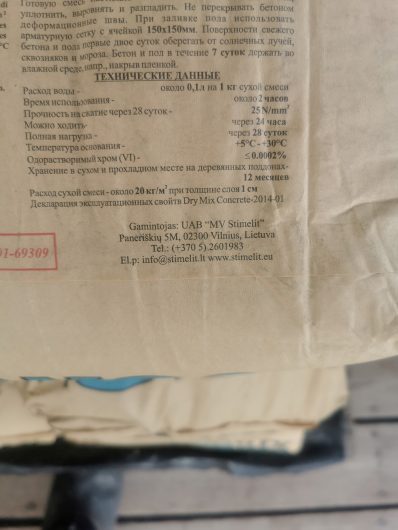 Готовую смесь
уплотнить, выровнять и разгладить. Не перекрывать бетоном
деформационные швы. При заливке пола использовать
арматурную сетку с ячейкой 150x150мм. Поверхности свежего
бетона и пола первые двое суток оберегать от солнечных лучей,
сквозняков и мороза. Бетон и пол в течение 7 суток держать во
влажной среде, напр., накрыв пленкой.
ТЕХНИЧЕСКИЕ ДАННЫЕ
Расход воды - около 0,1л на 1 кг сухой смеси
Время использования - около 2 часов
Прочность на сжатие через 28 суток - 25N/мм²
Можно ходить - через 24 часа
Полная нагрузка - через 28 суток
Температура основания - +5°C - +30°C
Одорастворитный хром (VI) - ≤ 0.0002%
Хранение в сухом и прохладном месте на деревянных поддонах-
12 месяцев
Расход сухой смеси - около 20 кг/м² при толщине слоя 1 см
Декларация эксплуатационных свойтв Dry Mix Concrete-2014-01
Gamintojas: UAB "MV Stimelit"
Paneriškių 5M, 02300 Vilnius, Lietuva
Tel.: (+370 5) 2601983
El.p: info@stimelit.lt www.stimelit.eu
01-69309